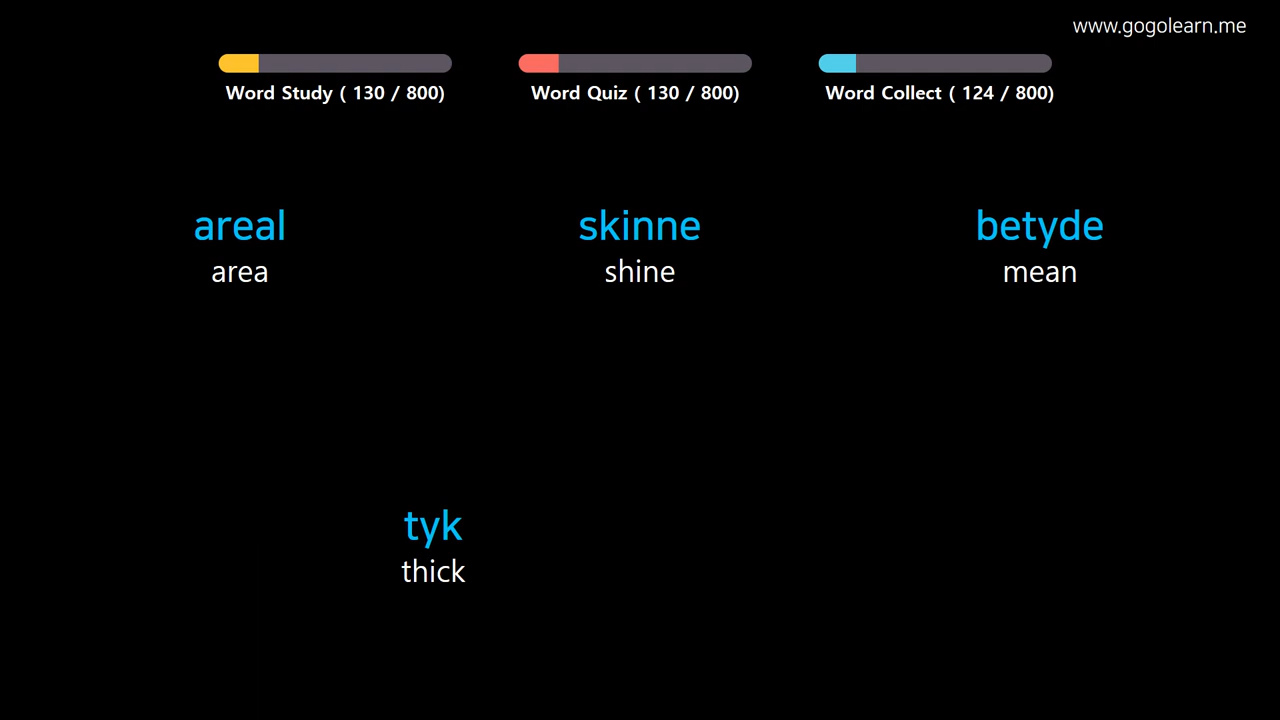 www.gogolearn.me
Word Study ( 130 / 800)
Word Quiz ( 130 / 800)
Word Collect ( 124 / 800)
areal
area
skinne
shine
betyde
mean
tyk
thick